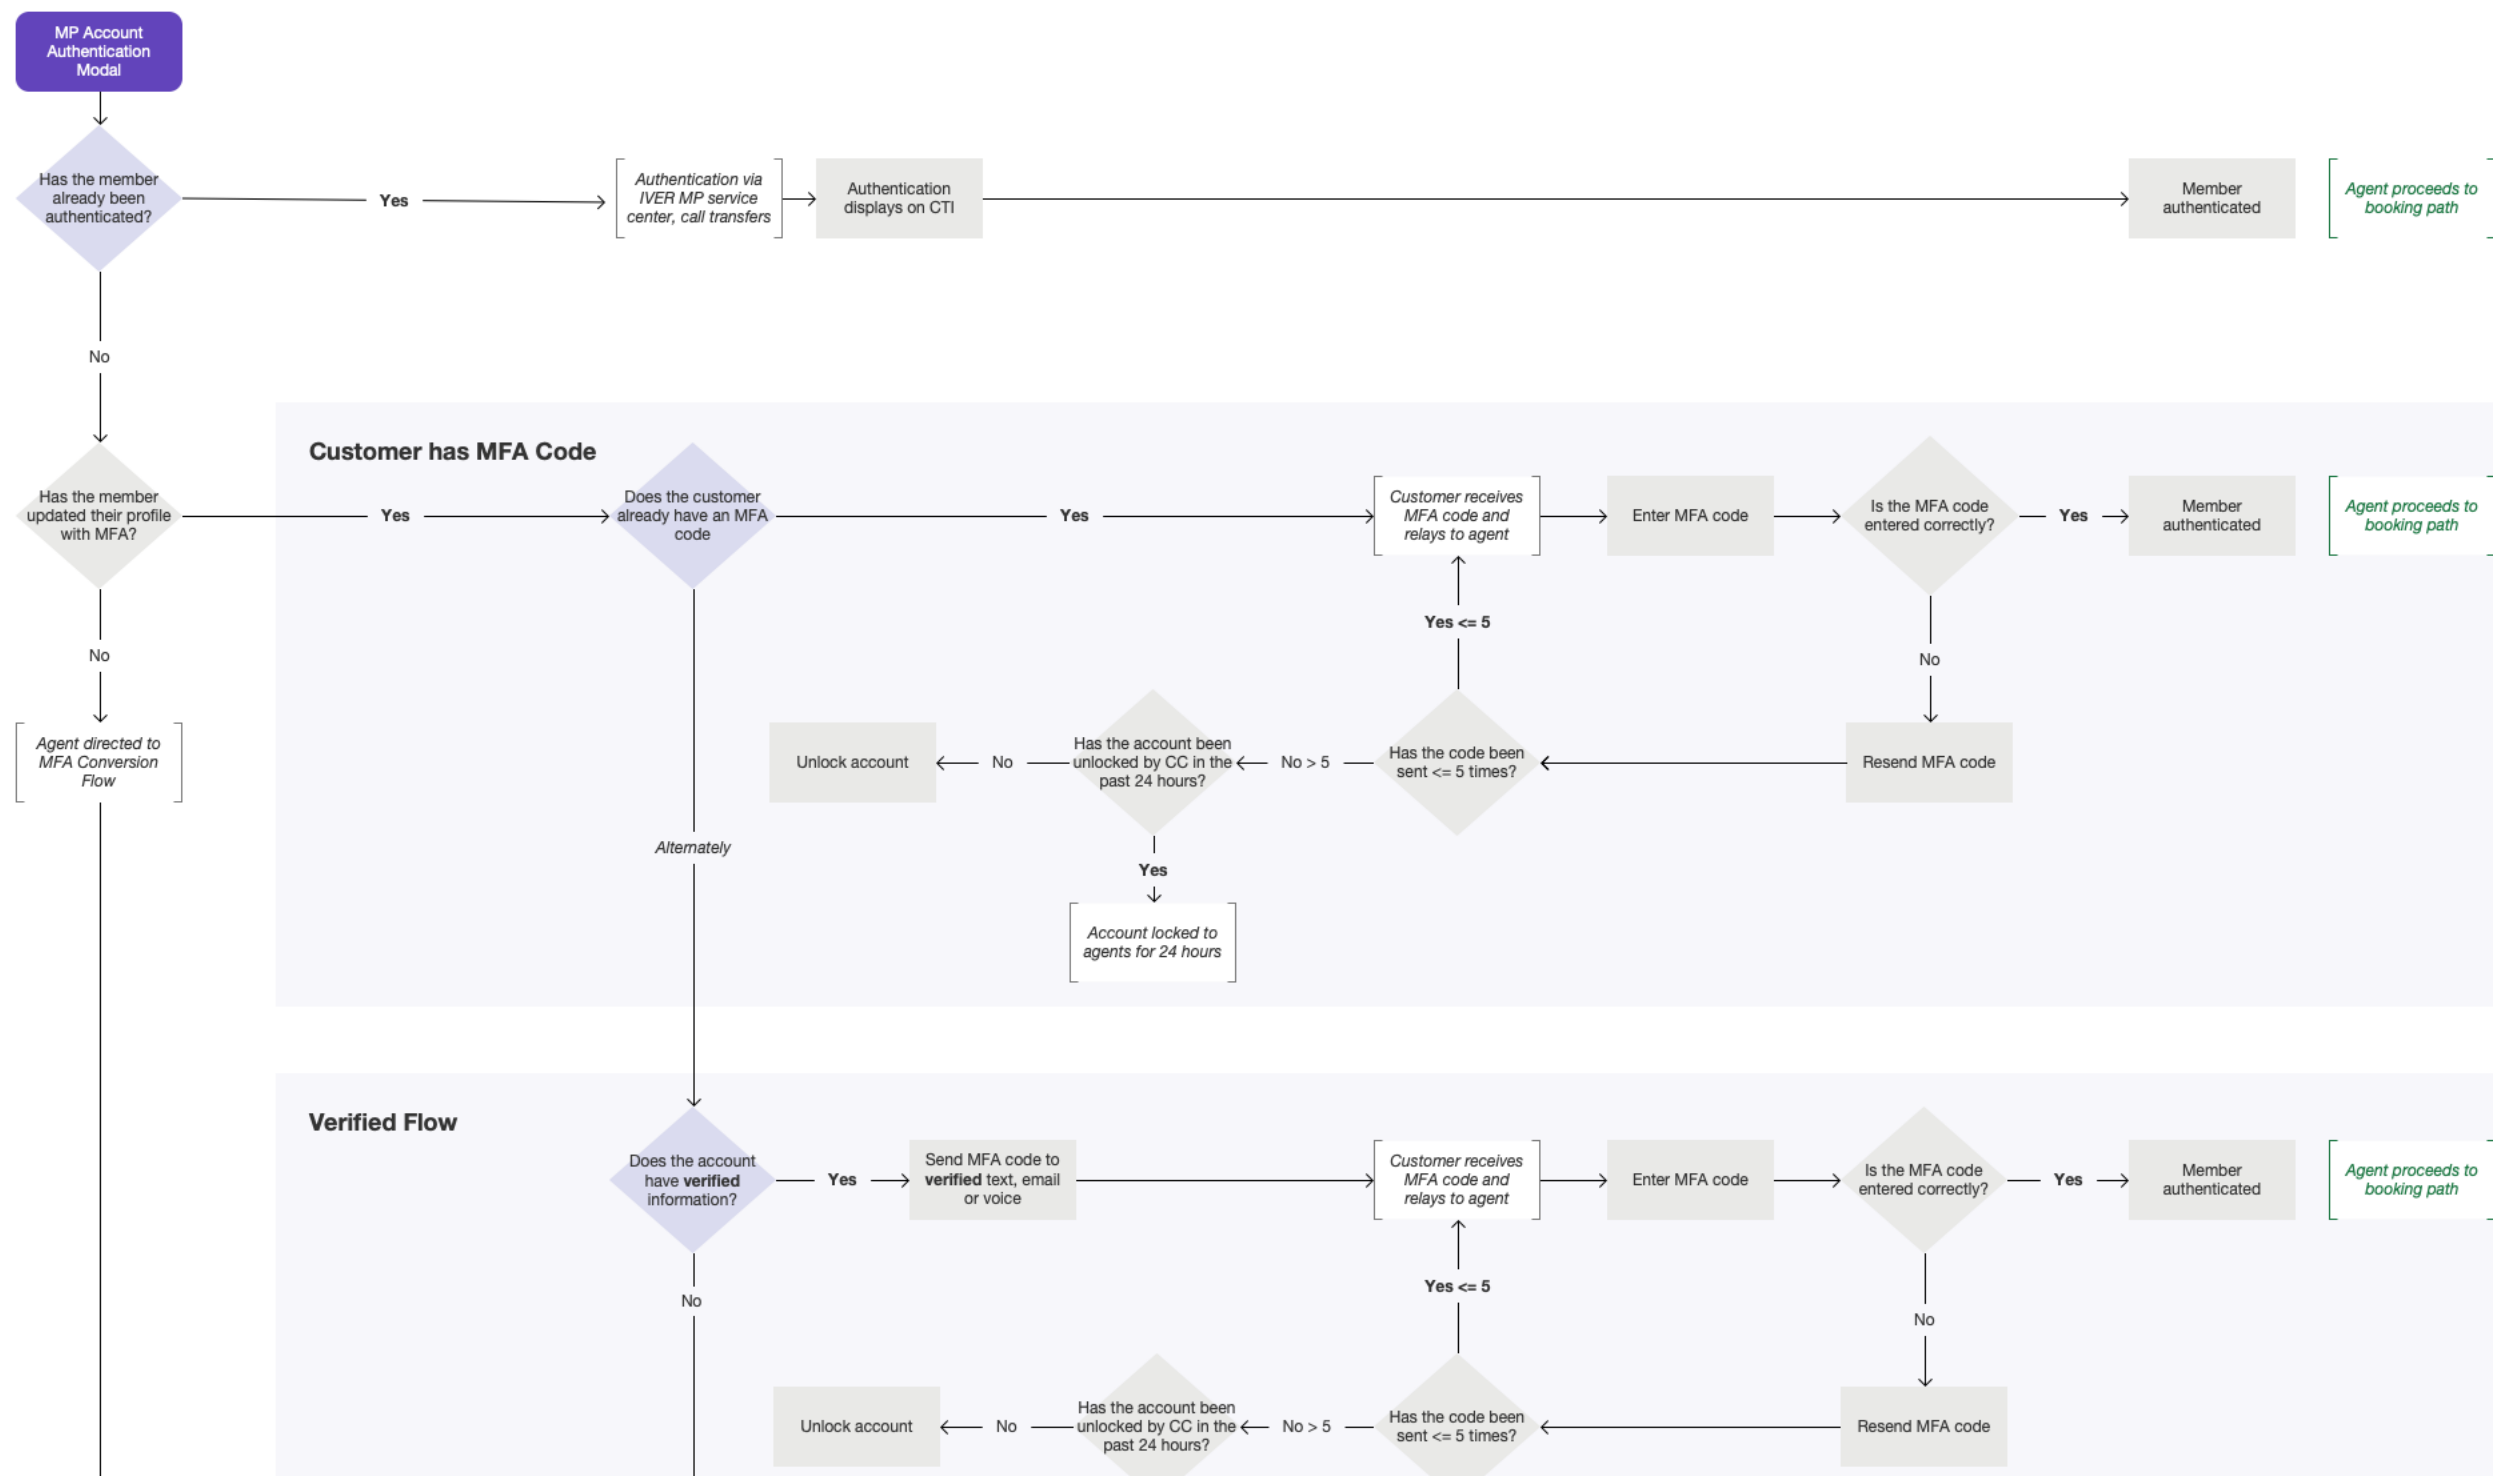 MP Account
Authentication
Modal
Has the member
already been
authenticated?
Yes
Authentication via
IVER MP service
center, call transfers
Authentication
displays on CTI
Member
authenticated
Agent proceeds to
booking path
No
Customer has MFA Code
Has the member
updated their profile
with MFA?
Yes
Does the customer
already have an MFA
code
Yes
Customer receives
MFA code and
relays to agent
Enter MFA code
Is the MFA code
entered correctly?
Yes
Member
authenticated
Agent proceeds to
booking path
Yes <= 5
No
No
Agent directed to
MFA Conversion
Flow
Unlock account
No
Has the account been
unlocked by CC in the
past 24 hours?
No > 5
Has the code been
sent <= 5 times?
Resend MFA code
Alternately
Yes
Account locked to
agents for 24 hours
Verified Flow
Does the account
have verified
information?
Yes
Send MFA code to
verified text, email
or voice
Customer receives
MFA code and
relays to agent
Enter MFA code
Is the MFA code
entered correctly?
Yes
Member
authenticated
Agent proceeds to
booking path
Yes <= 5
No
No
Unlock account
No
Has the account been
unlocked by CC in the
past 24 hours?
No > 5
Has the code been
sent <= 5 times?
Resend MFA code